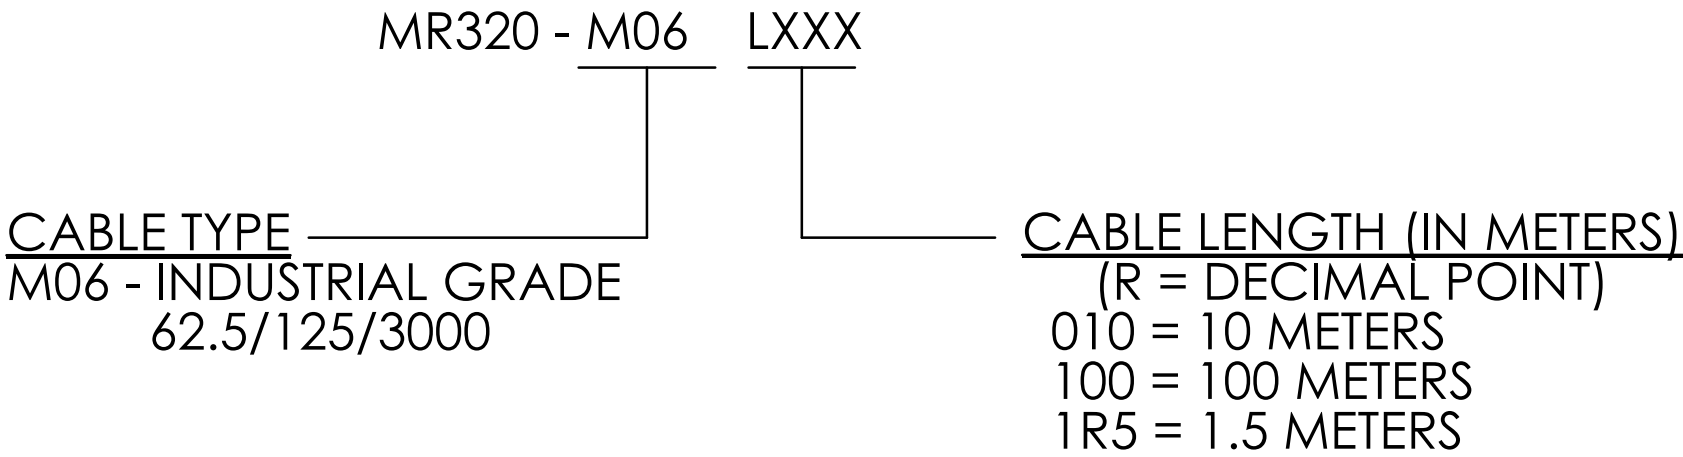 MR320 - M06 LXXX
CABLE TYPE
M06 - INDUSTRIAL GRADE
62.5/125/3000
CABLE LENGTH (IN METERS)
(R = DECIMAL POINT)
010 = 10 METERS
100 = 100 METERS
1R5 = 1.5 METERS